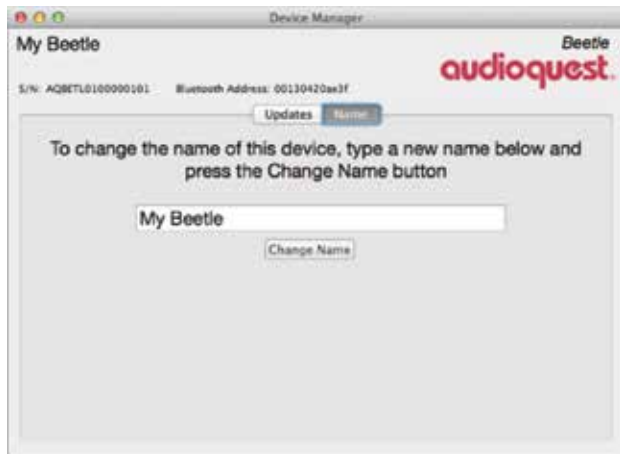 Device Manager
My Beetle
Beetle
audioquest.
S/N: AQBETL0100000101 Bluetooth Address: 00130420ae3f
Updates Name
To change the name of this device, type a new name below and
press the Change Name button
My Beetle
Change Name